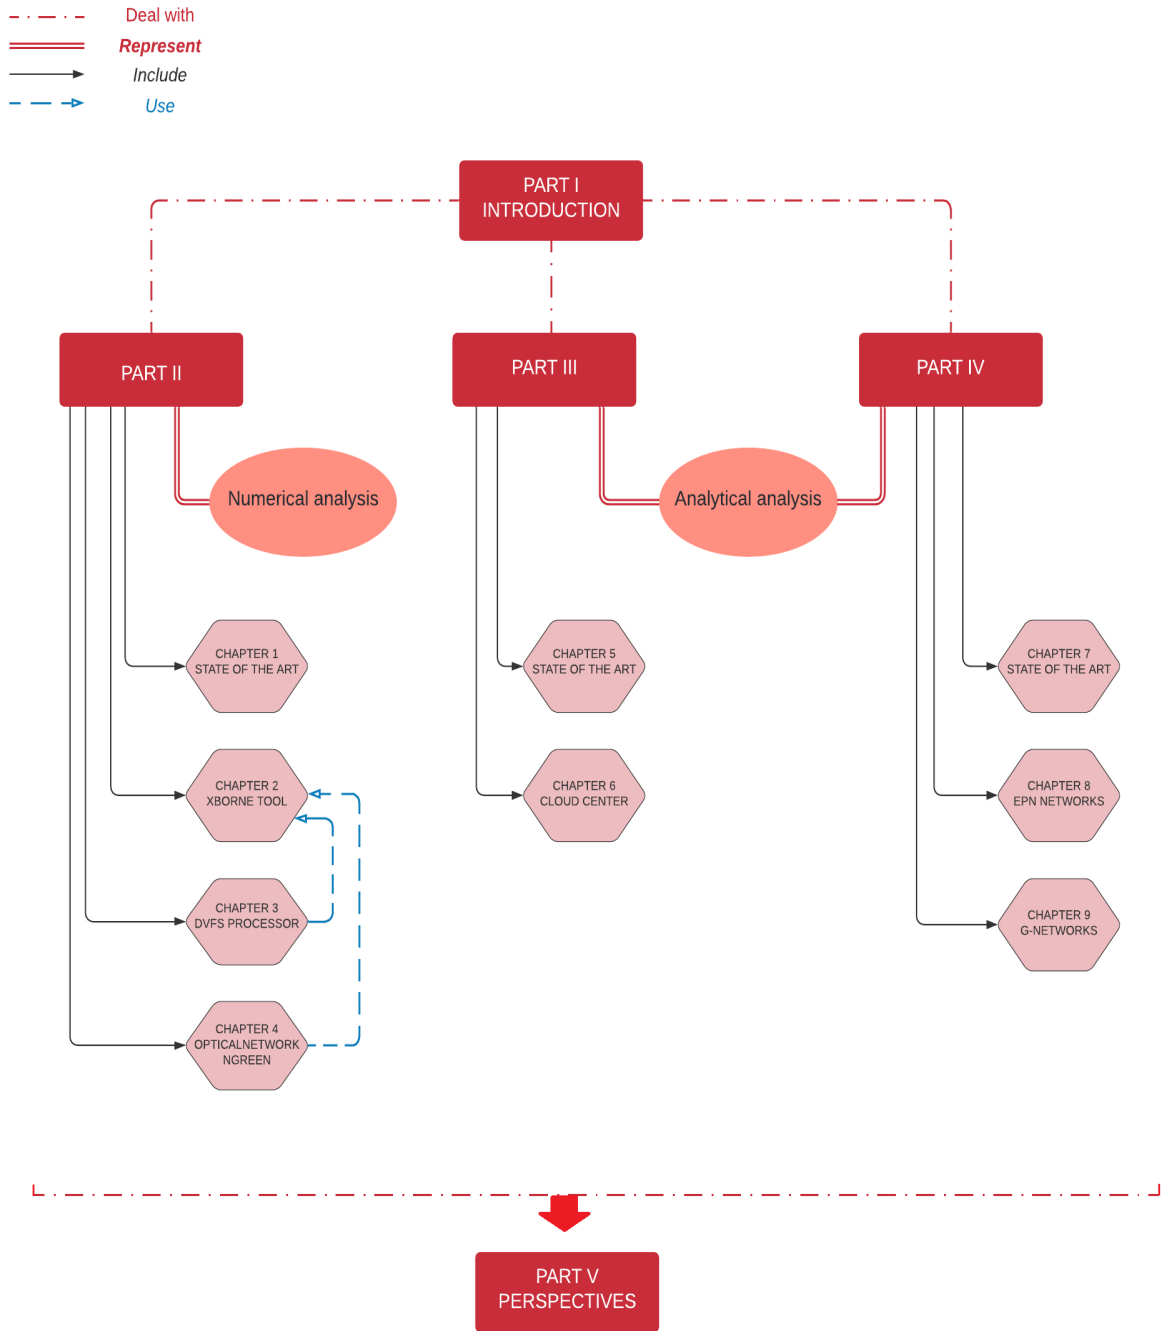 Deal with
Represent
Include
Use
PART I
INTRODUCTION
PART II
PART III
PART IV
Numerical analysis
Analytical analysis
CHAPTER 1
STATE OF THE ART
CHAPTER 5
STATE OF THE ART
CHAPTER 7
STATE OF THE ART
CHAPTER 2
XBORNE TOOL
CHAPTER 6
CLOUD CENTER
CHAPTER 8
EPN NETWORKS
CHAPTER 3
DVFS PROCESSOR
CHAPTER 9
G-NETWORKS
CHAPTER 4
OPTICALNETWORK
NGREEN
PART V
PERSPECTIVES